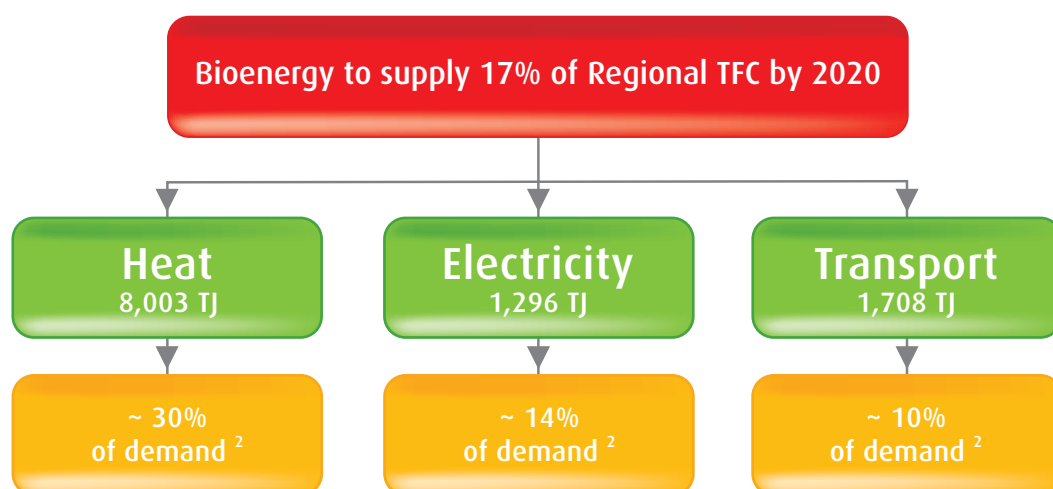 Bioenergy to supply 17% of Regional TFC by 2020
Heat
8,003 TJ
Electricity
1,296 TJ
Transport
1,708 TJ
~ 30%
of demand 2
~ 14%
of demand 2
~ 10%
of demand 2